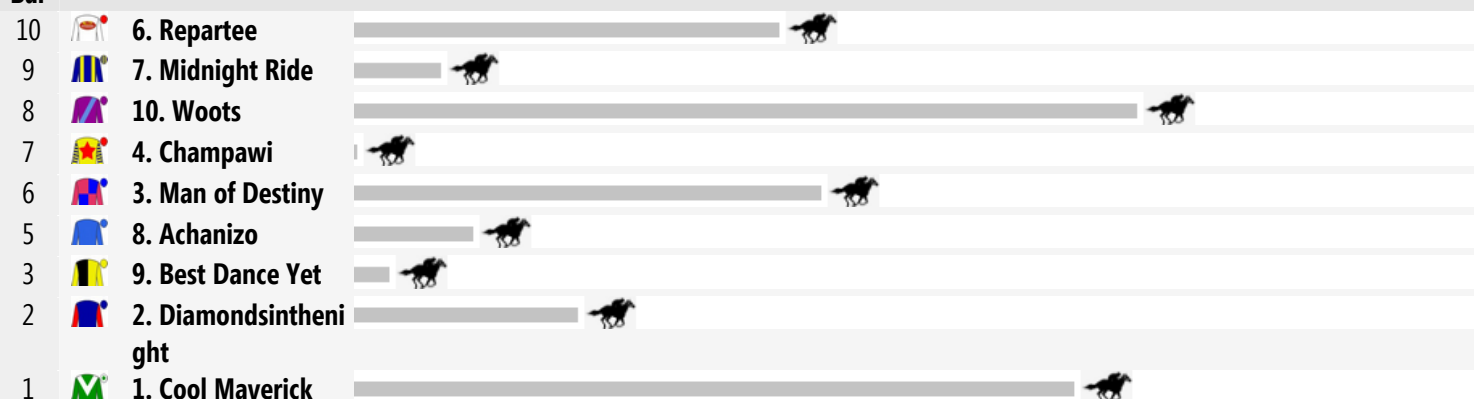 Bar
10 6. Repartee
9 7. Midnight Ride
8 10. Woots
7 4. Champawi
6 3. Man of Destiny
5 8. Achanizo
3 9. Best Dance Yet
2 2. Diamondsintheni
ght
1 1. Cool Maverick